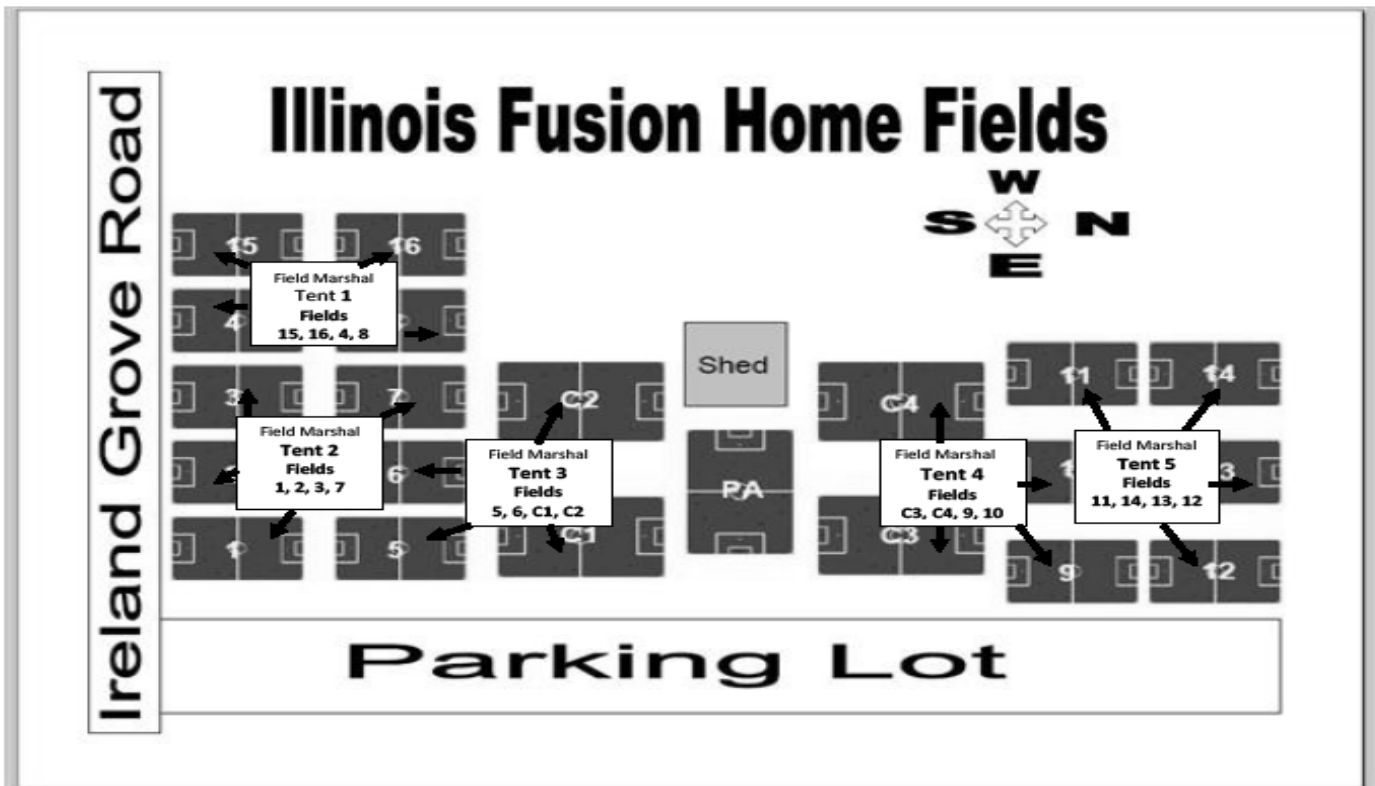 Illinois Fusion Home Fields
W
S N
E
Ireland Grove Road
15 16
Field Marshal
Tent 1
Fields
15, 16, 4, 8
4
3 7
Field Marshal
Tent 2
Fields
1, 2, 3, 7
6
1 5
C2
Field Marshal
Tent 3
Fields
5, 6, C1, C2
C1
Shed
PA
C4
Field Marshal
Tent 4
Fields
C3, C4, 9, 10
C3
11 14
Field Marshal
Tent 5
Fields
11, 14, 13, 12
9 12
Parking Lot